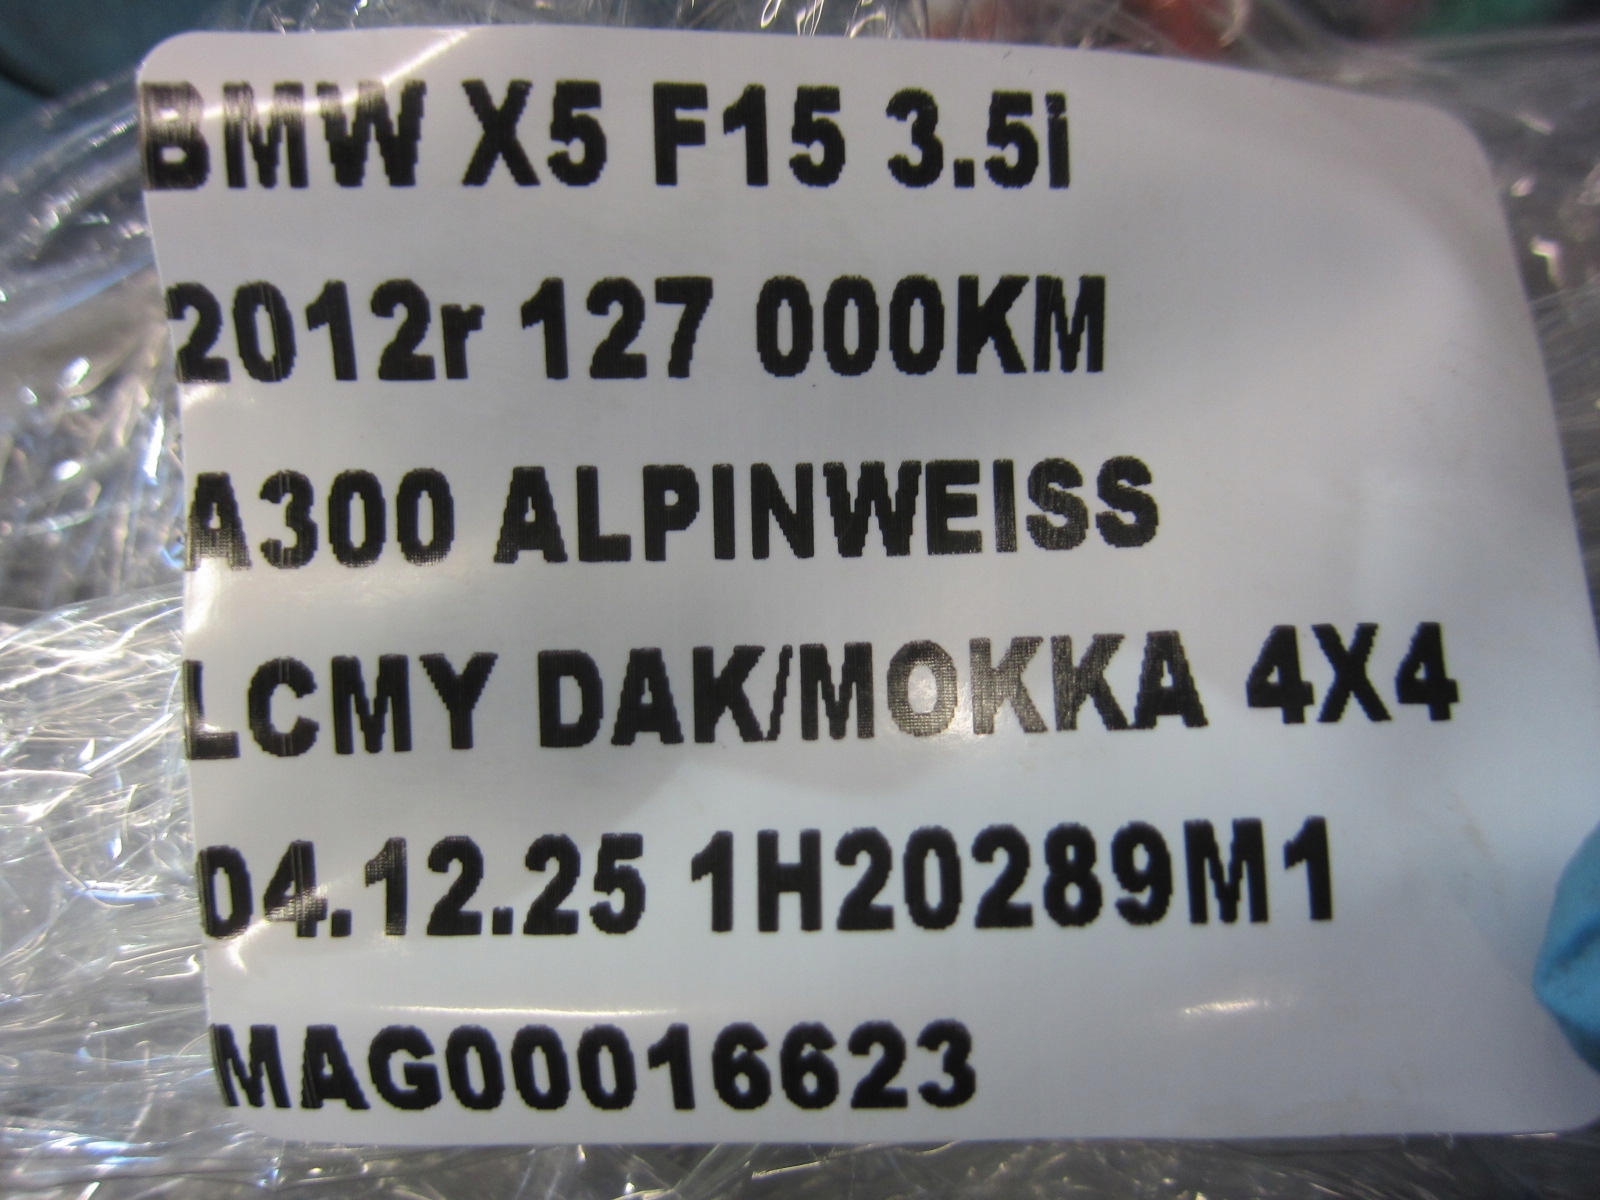 BMW X5 F15 3.5i
2012r 127 000KM
A300 ALPINWEISS
LCMY DAK/MOKKA 4X4
04.12.25 1H20289M1
MAG00016623